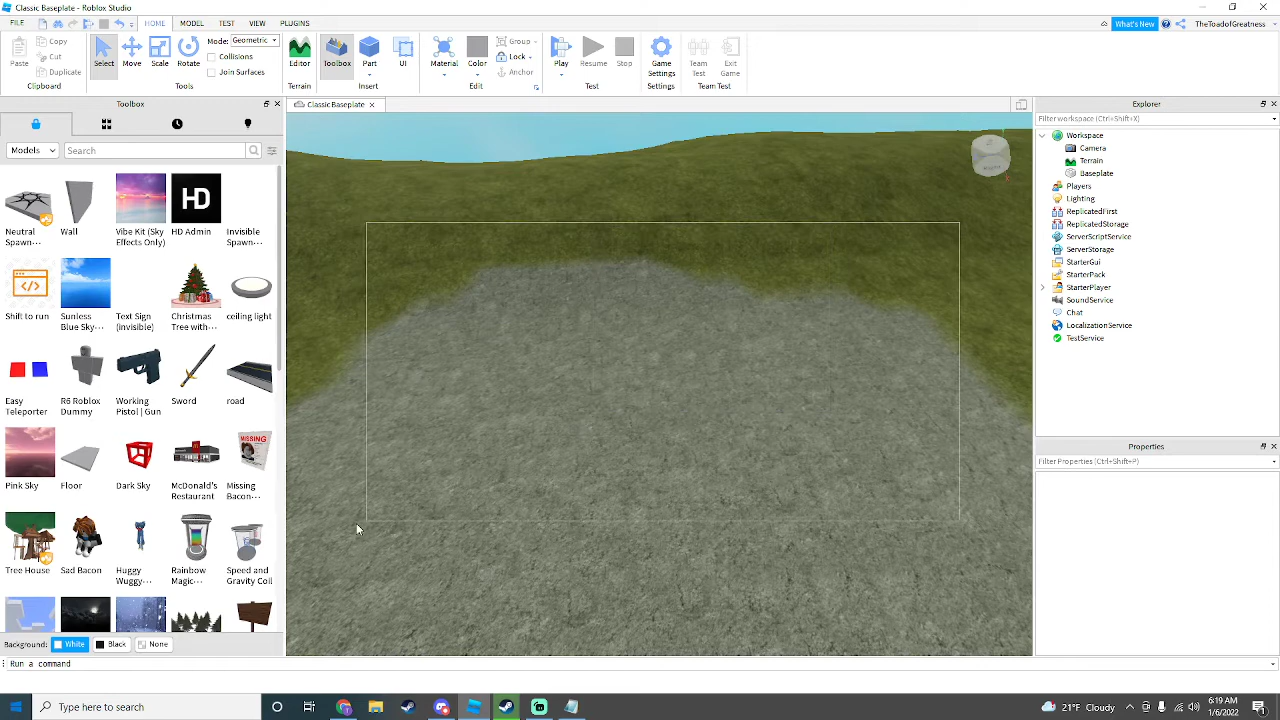 Classic Baseplate - Roblox Studio
FILE HOME MODEL TEST VIEW PLUGINS What's New TheToadofGreatness
Paste Copy Cut Duplicate Clipboard
Select Move Scale Rotate Mode: Geometric Collisions Join Surfaces Tools
Editor Terrain
Toolbox Part UI Insert
Material Color Group Lock Anchor Edit
Play Resume Stop Test
Game Settings Settings
Team Test Exit Game Team Test
Toolbox
Models Search
Neutral Spawn... Wall Vibe Kit (Sky Effects Only) HD HD Admin Invisible Spawn...
Shift to run Sunless Blue Sky... Text Sign (invisible) Christmas Tree with... ceiling light
Easy Teleporter R6 Roblox Dummy Working Pistol | Gun Sword road
MISSING
Pink Sky Floor Dark Sky McDonald's Restaurant Missing Bacon...
Tree House Sad Bacon Huggy Wuggy... Rainbow Magic... Speed and Gravity Coil
Background: White Black None
ClassicBaseplate
Explorer
Filter workspace (Ctrl+Shift+X)
Workspace
Camera
Terrain
Baseplate
Players
Lighting
ReplicatedFirst
ReplicatedStorage
ServerScriptService
ServerStorage
StarterGui
StarterPack
StarterPlayer
SoundService
Chat
LocalizationService
TestService
Properties
Filter Properties (Ctrl+Shift+P)
Run a command
Type here to search
22°F Cloudy
6:19 AM
1/6/2022